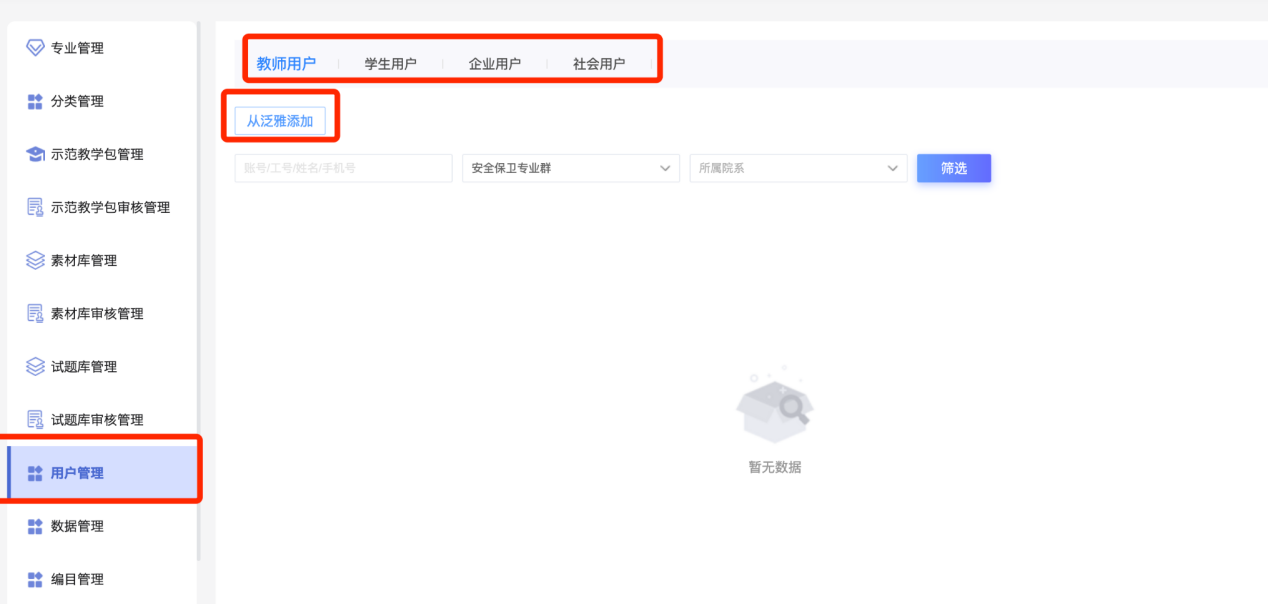 专业管理
分类管理
示范教学包管理
示范教学包审核管理
素材库管理
素材库审核管理
试题库管理
试题库审核管理
用户管理
数据管理
编目管理
教师用户 学生用户 企业用户 社会用户
从泛雅添加
账号/工号/姓名/手机号 安全保卫专业群 所属院系 筛选
暂无数据